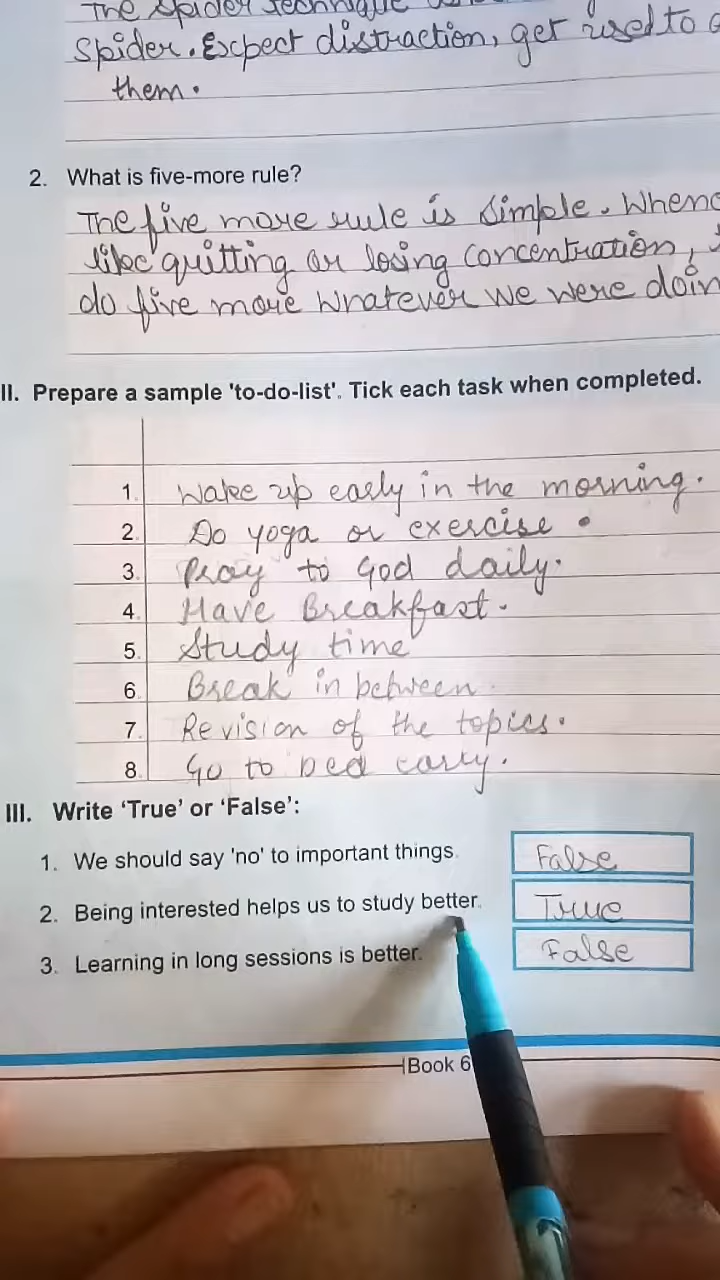 The Spider Technique
Spider. Expect distraction, get used to
them.
2. What is five-more rule?
The five more rule is simple. Whene
like quitting or losing concentration,
do five more whatever we were doin
II. Prepare a sample 'to-do-list'. Tick each task when completed.
1. Wake up early in the morning.
2. Do yoga or exercise.
3. Pray to God daily.
4. Have Breakfast.
5. Study time
6. Break in between.
7. Revision of the topics.
8. Go to bed early.
III. Write 'True' or 'False':
1. We should say 'no' to important things. False
2. Being interested helps us to study better. True
3. Learning in long sessions is better. False
Book 6